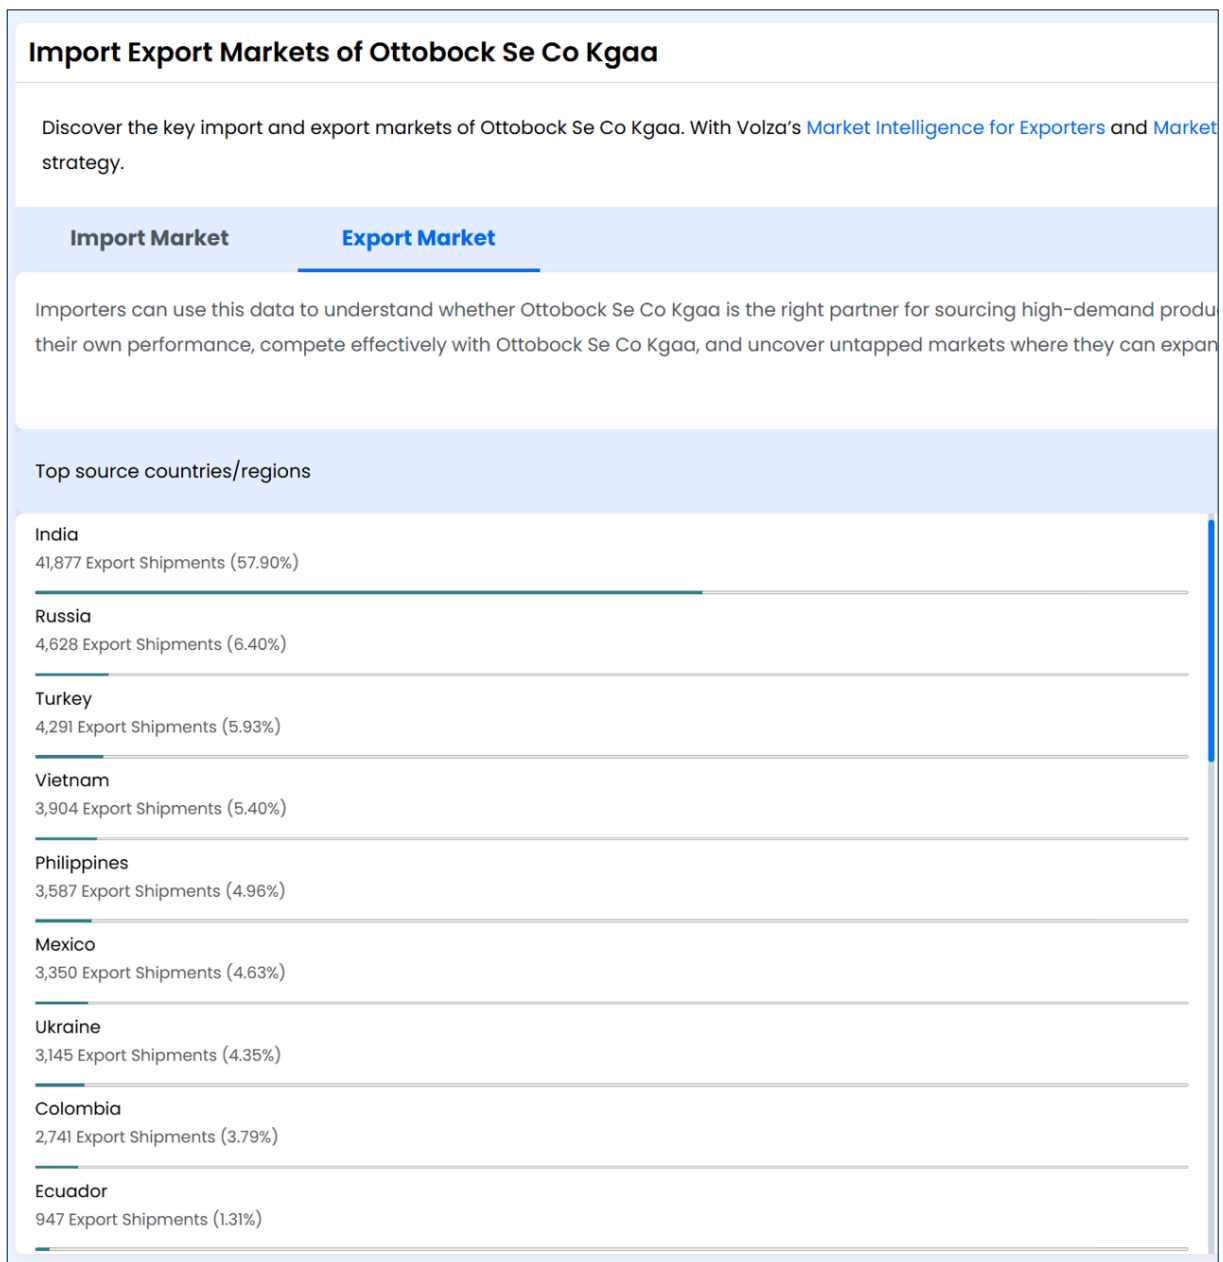 Import Export Markets of Ottobock Se Co Kgaa
Discover the key import and export markets of Ottobock Se Co Kgaa. With Volza’s Market Intelligence for Exporters and Market
strategy.
Import Market
Export Market
Importers can use this data to understand whether Ottobock Se Co Kgaa is the right partner for sourcing high-demand produ
their own performance, compete effectively with Ottobock Se Co Kgaa, and uncover untapped markets where they can expan
Top source countries/regions
India
41,877 Export Shipments (57.90%)
Russia
4,628 Export Shipments (6.40%)
Turkey
4,291 Export Shipments (5.93%)
Vietnam
3,904 Export Shipments (5.40%)
Philippines
3,587 Export Shipments (4.96%)
Mexico
3,350 Export Shipments (4.63%)
Ukraine
3,145 Export Shipments (4.35%)
Colombia
2,741 Export Shipments (3.79%)
Ecuador
947 Export Shipments (1.31%)